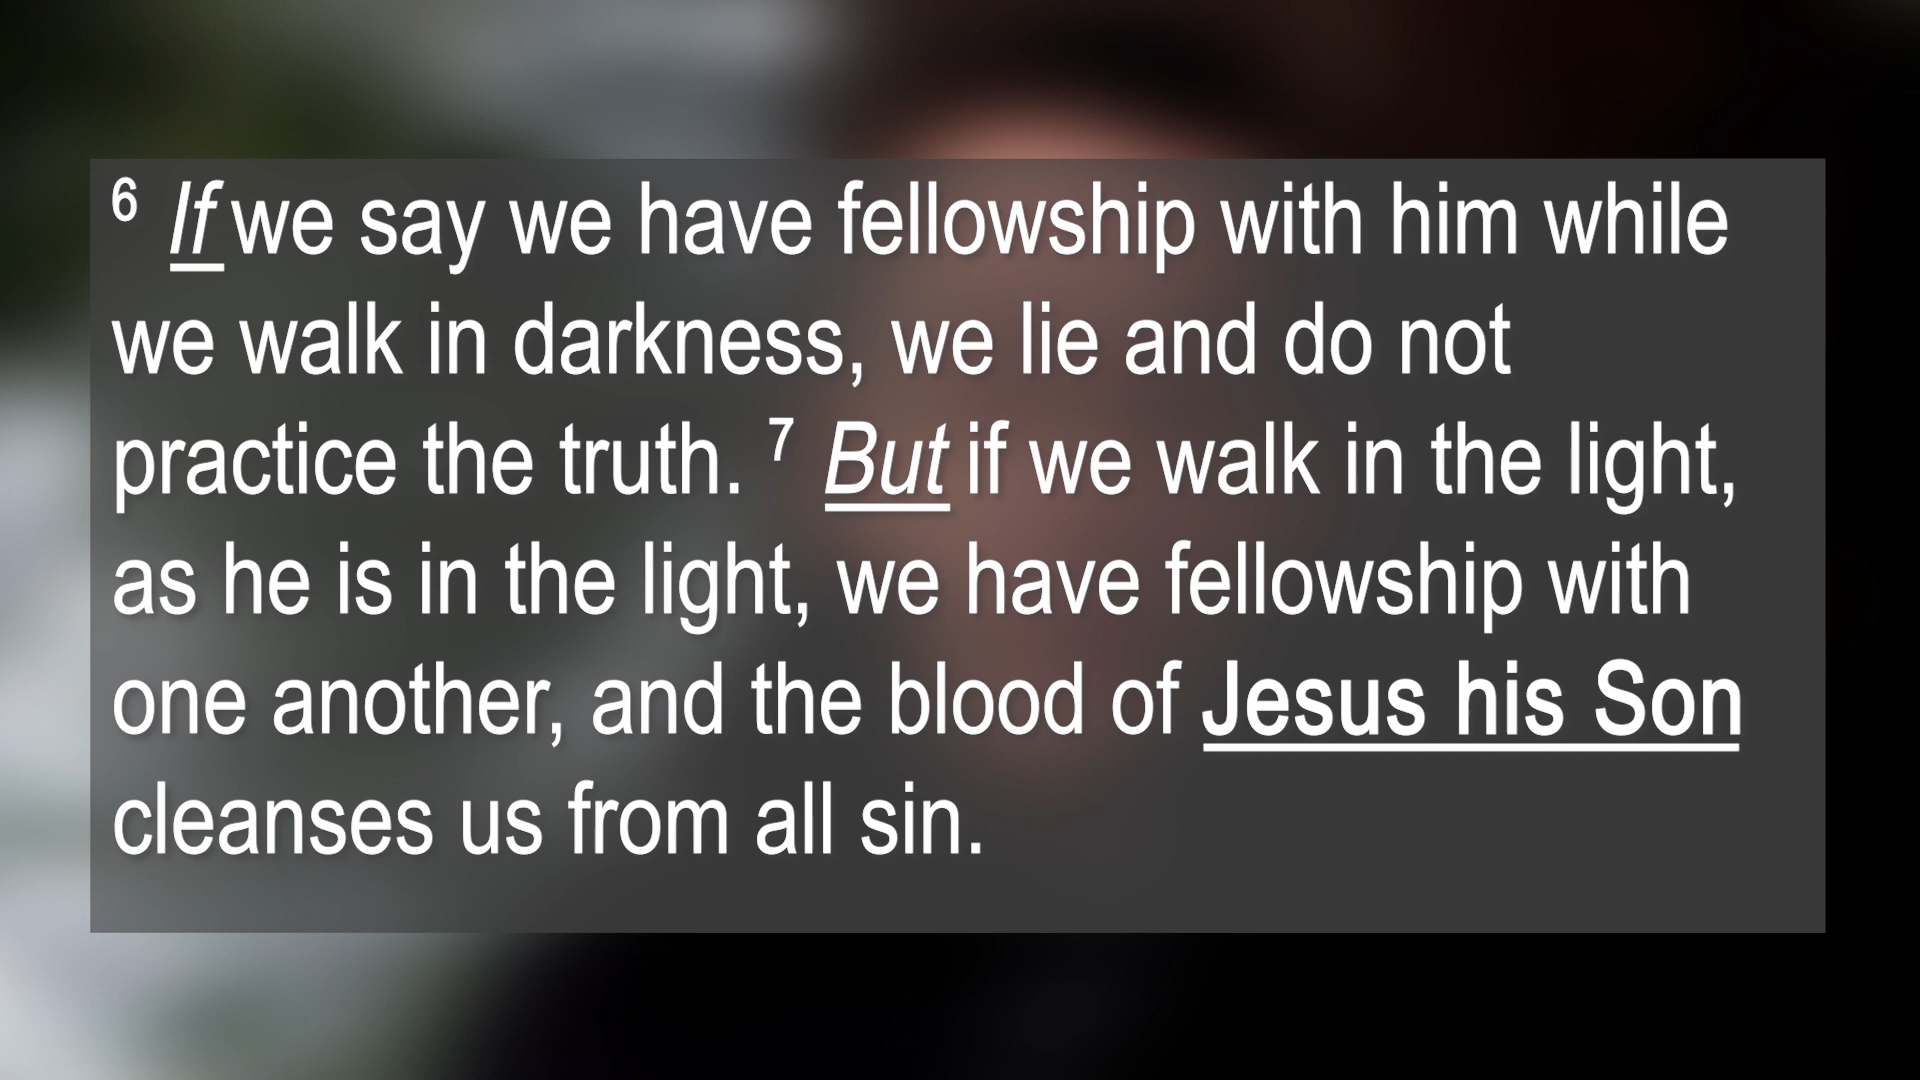 6 If we say we have fellowship with him while
we walk in darkness, we lie and do not
practice the truth. 7 But if we walk in the light,
as he is in the light, we have fellowship with
one another, and the blood of Jesus his Son
cleanses us from all sin.